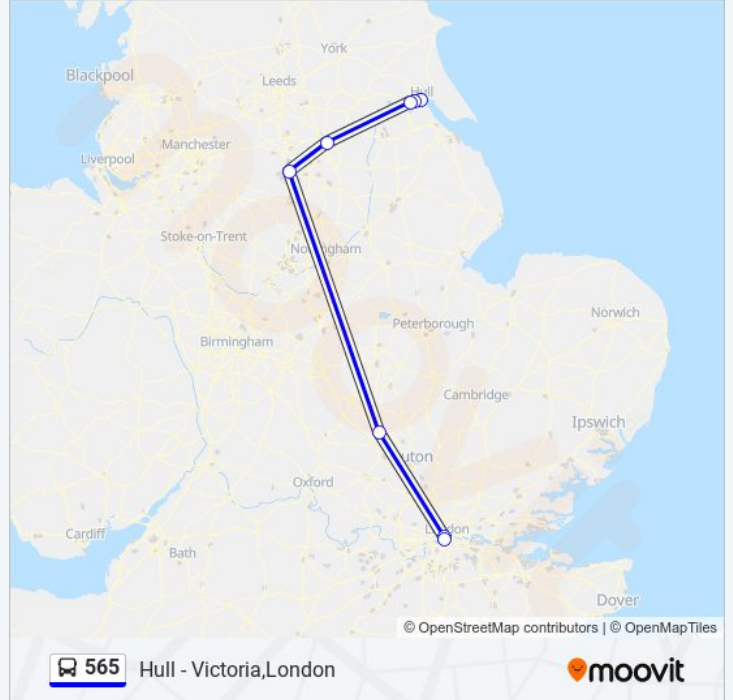 York
Blackpool
Leeds
Hull
Manchester
Liverpool
Stoke-on-Trent
Nottingham
Norwich
Peterborough
Birmingham
Cambridge
Ipswich
Luton
Oxford
London
Cardiff
Bath
Dover
© OpenStreetMap contributors | © OpenMapTiles
565 Hull - Victoria,London moovit